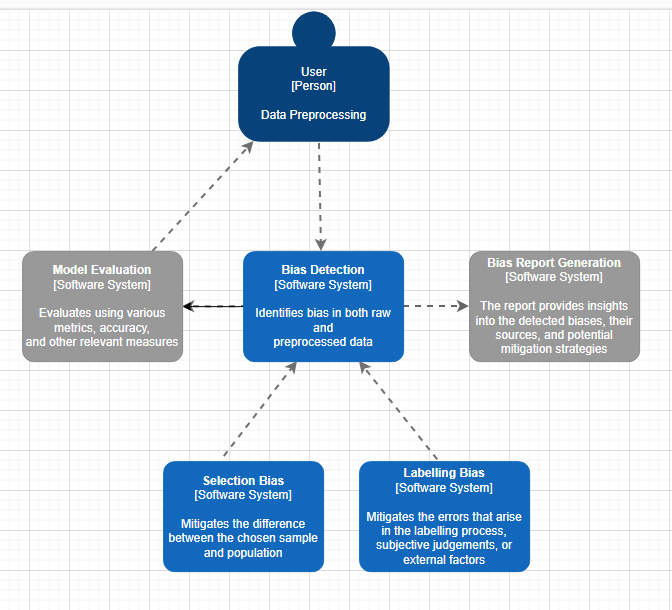 User
[Person]
Data Preprocessing
Model Evaluation
[Software System]
Evaluates using various
metrics, accuracy,
and other relevant measures
Bias Detection
[Software System]
Identifies bias in both raw
and
preprocessed data
Bias Report Generation
[Software System]
The report provides insights
into the detected biases, their
sources, and potential
mitigation strategies
Selection Bias
[Software System]
Mitigates the difference
between the chosen sample
and population
Labelling Bias
[Software System]
Mitigates the errors that arise
in the labelling process,
subjective judgements, or
external factors